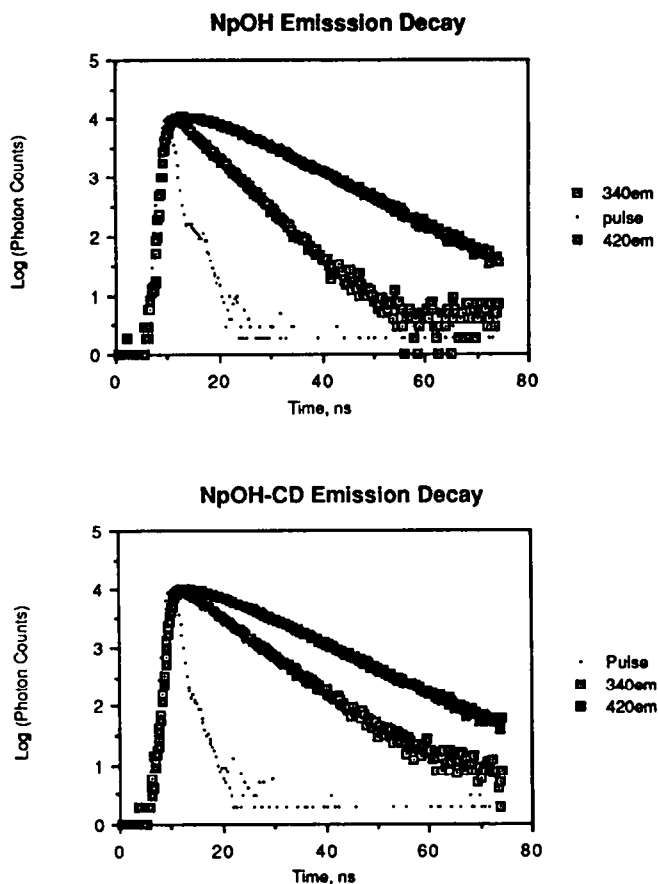 NpOH Emisssion Decay
5
4
3
2
1
0
Log (Photon Counts)
0 20 40 60 80
Time, ns
340em
pulse
420em
NpOH-CD Emission Decay
5
4
3
2
1
0
Log (Photon Counts)
0 20 40 60 80
Time, ns
Pulse
340em
420em